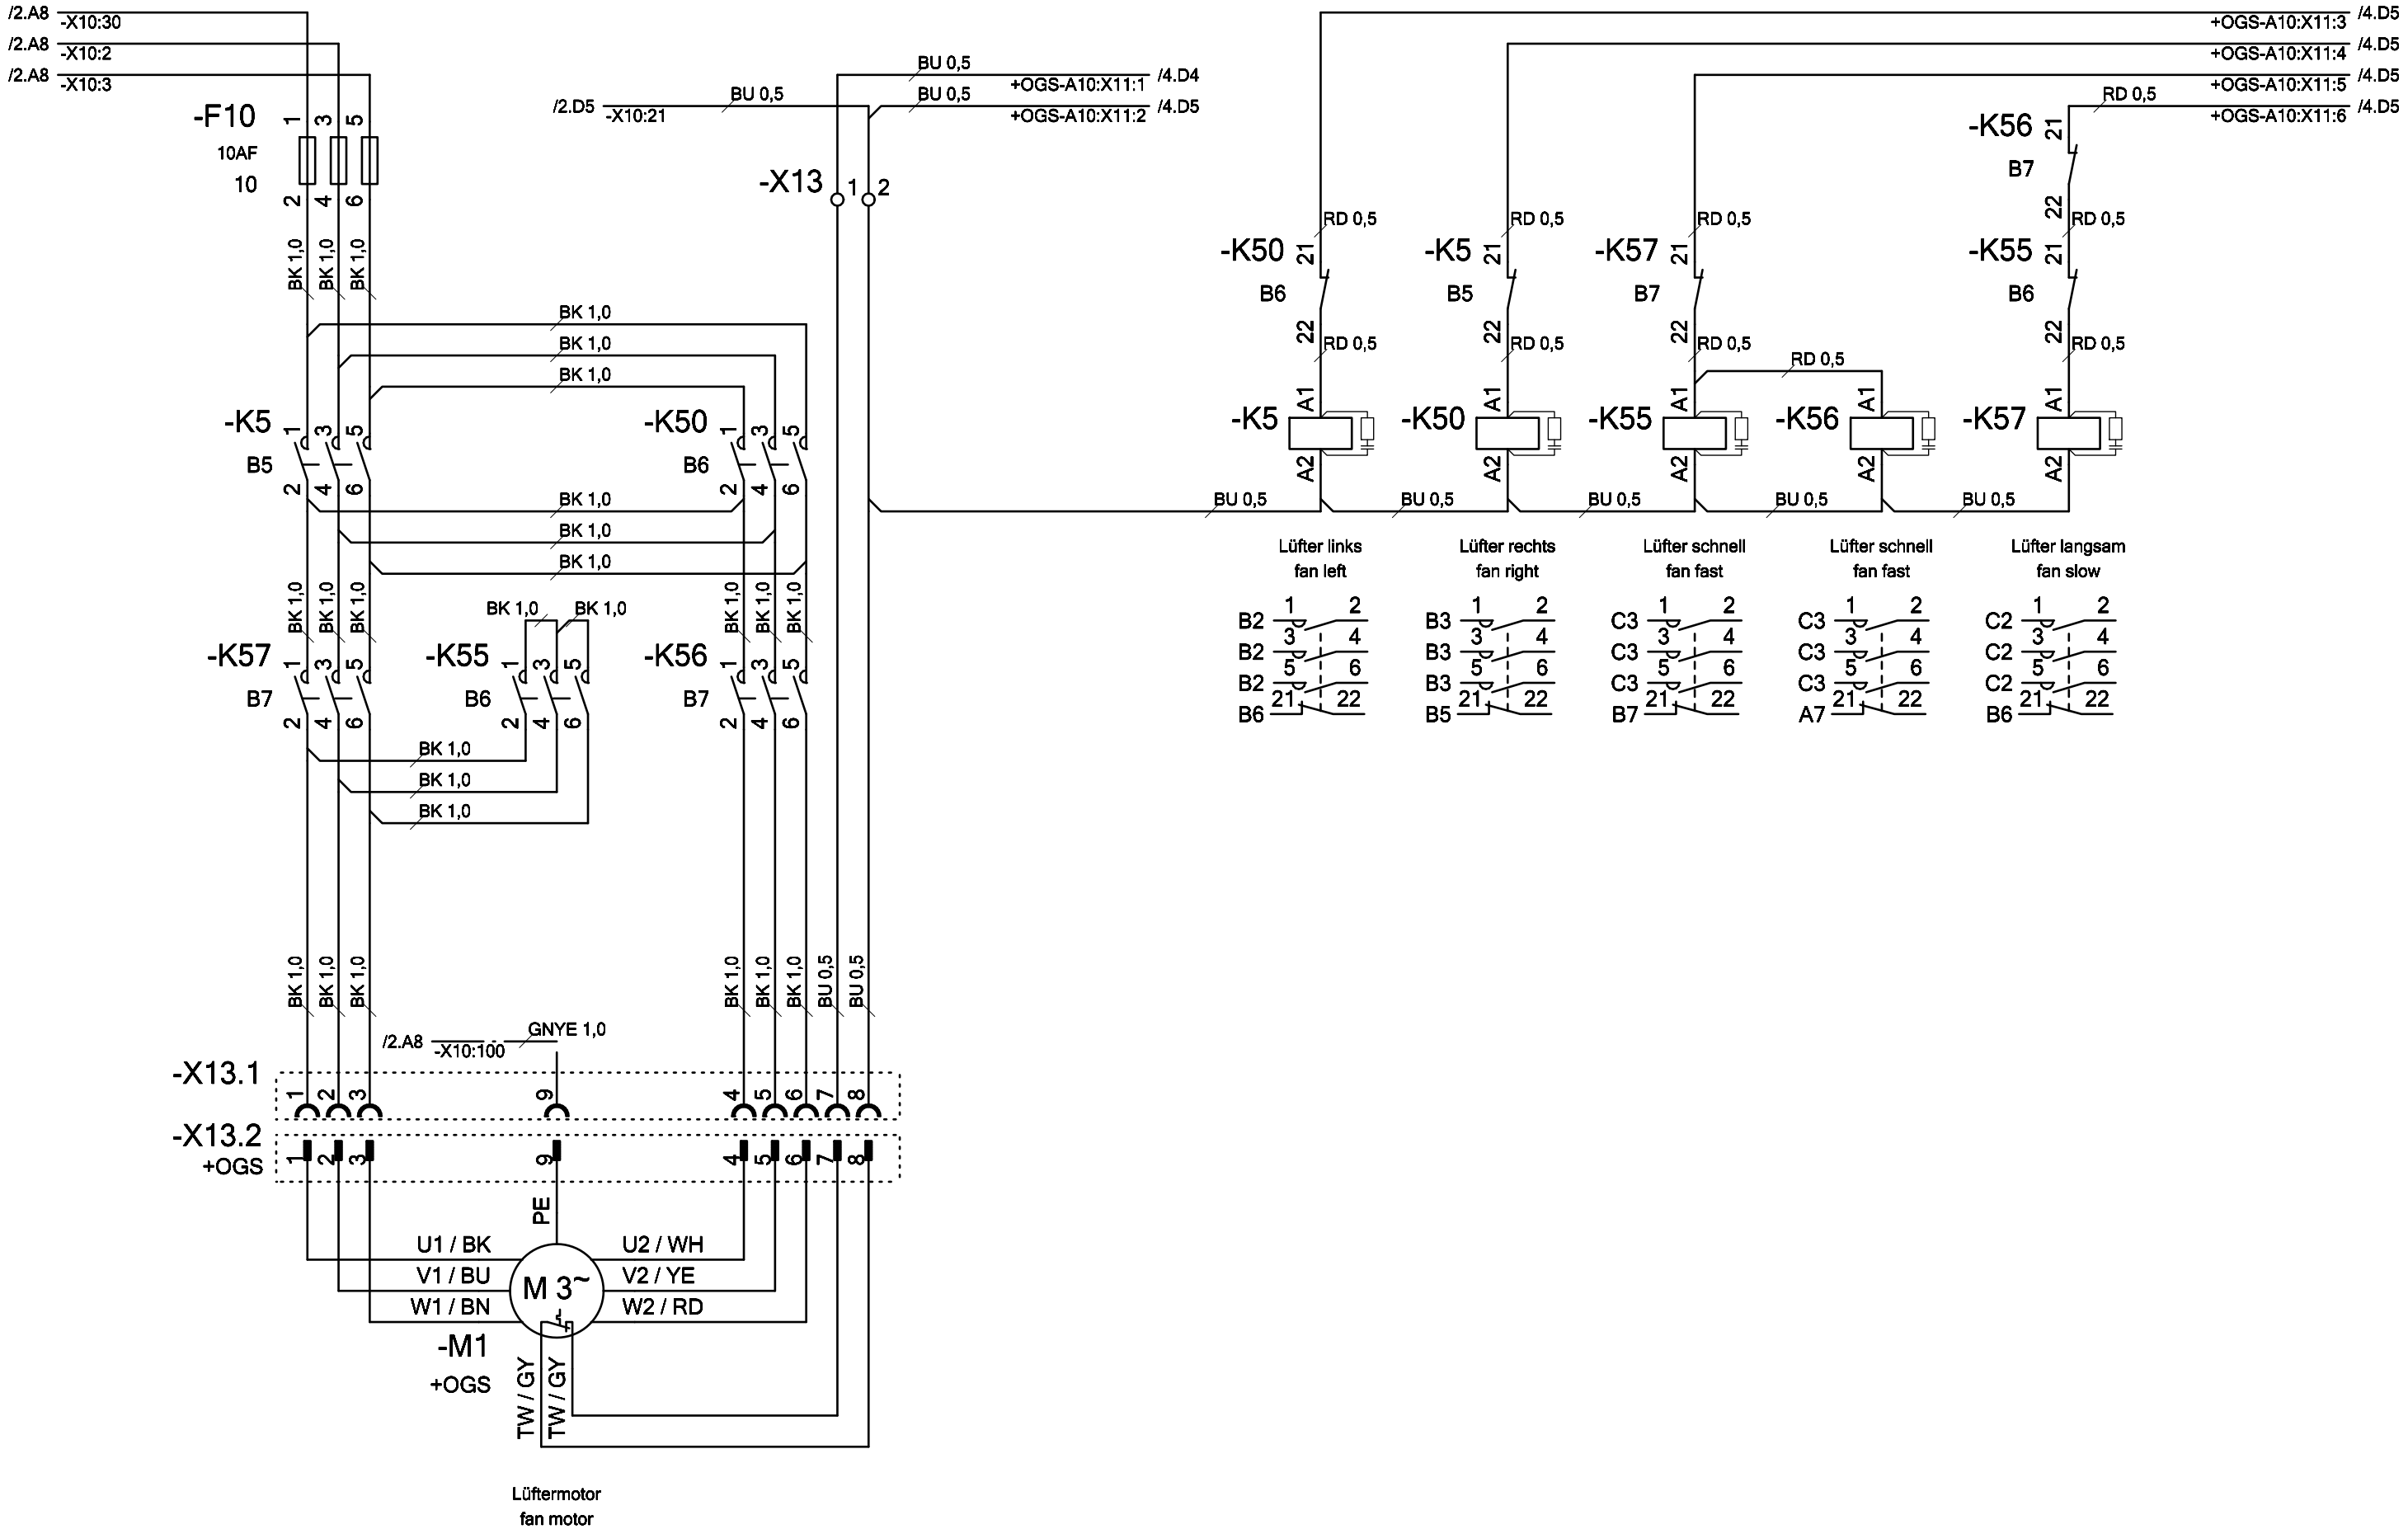 /2.A8 -X10:30
/2.A8 -X10:2
/2.A8 -X10:3
/4.D5 +OGS-A10:X11:3
/4.D5 +OGS-A10:X11:4
/4.D5 +OGS-A10:X11:5
RD 0,5 /4.D5 +OGS-A10:X11:6
BU 0,5 +OGS-A10:X11:1 /4.D4
/2.D5 -X10:21 BU 0,5 BU 0,5 +OGS-A10:X11:2 /4.D5
-F10 1 3 5
10AF
10
2 4 6
-X13 1 2
-K56 21
B7
22
BK 1,0 BK 1,0 BK 1,0
RD 0,5 RD 0,5 RD 0,5 RD 0,5
-K50 21 -K5 21 -K57 21 -K55 21
B6 B5 B7 B6
22 22 22 22
RD 0,5 RD 0,5 RD 0,5 RD 0,5 RD 0,5
BK 1,0
BK 1,0
BK 1,0
-K5 1 3 5 -K50 1 3 5
B5 B6
2 4 6 2 4 6
A1 A1 A1 A1 A1
-K5 -K50 -K55 -K56 -K57
A2 A2 A2 A2 A2
BK 1,0
BK 1,0
BK 1,0
BU 0,5 BU 0,5 BU 0,5 BU 0,5 BU 0,5
Lüfter links Lüfter rechts Lüfter schnell Lüfter schnell Lüfter langsam
fan left fan right fan fast fan fast fan slow
BK 1,0 BK 1,0 BK 1,0 BK 1,0 BK 1,0 BK 1,0 BK 1,0 BK 1,0
-K57 1 3 5 -K55 1 3 5 -K56 1 3 5
B7 B6 B7
2 4 6 2 4 6 2 4 6
B2 1 2 B3 1 2 C3 1 2 C3 1 2 C2 1 2
B2 3 4 B3 3 4 C3 3 4 C3 3 4 C2 3 4
B2 5 6 B3 5 6 C3 5 6 C3 5 6 C2 5 6
B6 21 22 B5 21 22 B7 21 22 A7 21 22 B6 21 22
BK 1,0
BK 1,0
BK 1,0
BK 1,0 BK 1,0 BK 1,0 BK 1,0 BK 1,0 BK 1,0 BU 0,5 BU 0,5
/2.A8 -X10:100 GNYE 1,0
-X13.1 1 2 3 9 4 5 6 7 8
-X13.2 1 2 3 9 4 5 6 7 8
+OGS
PE
U1 / BK U2 / WH
V1 / BU M 3~ V2 / YE
W1 / BN W2 / RD
-M1
+OGS
TW / GY TW / GY
Lüftermotor
fan motor